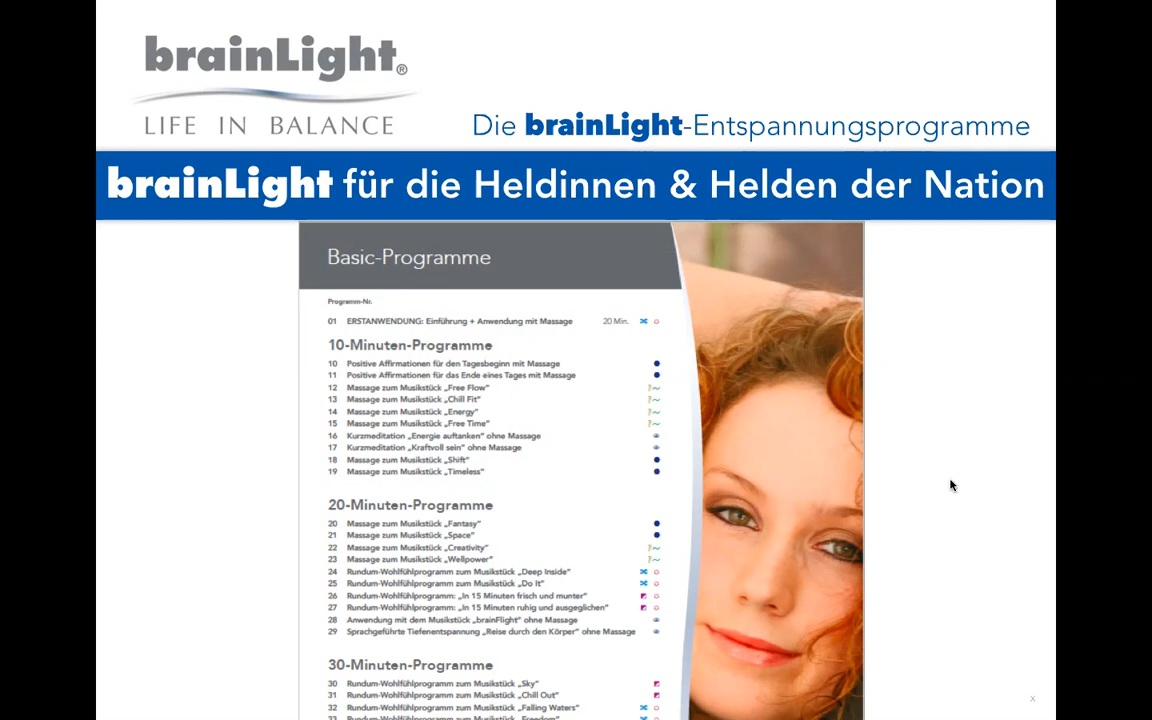 brainLight®
LIFE IN BALANCE
Die brainLight-Entspannungsprogramme
brainLight für die Heldinnen & Helden der Nation
Basic-Programme
Programm-Nr.
01 ERSTANWENDUNG: Einführung + Anwendung mit Massage 20 Min.
10-Minuten-Programme
10 Positive Affirmationen für den Tagesbeginn mit Massage
11 Positive Affirmationen für das Ende eines Tages mit Massage
12 Massage zum Musikstück „Free Flow“
13 Massage zum Musikstück „Chill Fit“
14 Massage zum Musikstück „Energy“
15 Massage zum Musikstück „Free Time“
16 Kurzmeditation „Energie auftanken“ ohne Massage
17 Kurzmeditation „Kraftvoll sein“ ohne Massage
18 Massage zum Musikstück „Shift“
19 Massage zum Musikstück „Timeless“
20-Minuten-Programme
20 Massage zum Musikstück „Fantasy“
21 Massage zum Musikstück „Space“
22 Massage zum Musikstück „Creativity“
23 Massage zum Musikstück „Wellpower“
24 Rundum-Wohlfühlprogramm zum Musikstück „Deep Inside“
25 Rundum-Wohlfühlprogramm zum Musikstück „Do It“
26 Rundum-Wohlfühlprogramm: „In 15 Minuten frisch und munter“
27 Rundum-Wohlfühlprogramm: „In 15 Minuten ruhig und ausgeglichen“
28 Anwendung mit dem Musikstück „brainFlight“ ohne Massage
29 Sprachgeführte Tiefenentspannung „Reise durch den Körper“ ohne Massage
30-Minuten-Programme
30 Rundum-Wohlfühlprogramm zum Musikstück „Sky“
31 Rundum-Wohlfühlprogramm zum Musikstück „Chill Out“
32 Rundum-Wohlfühlprogramm zum Musikstück „Falling Waters“
33 Rundum-Wohlfühlprogramm zum Musikstück „Freedom“
x